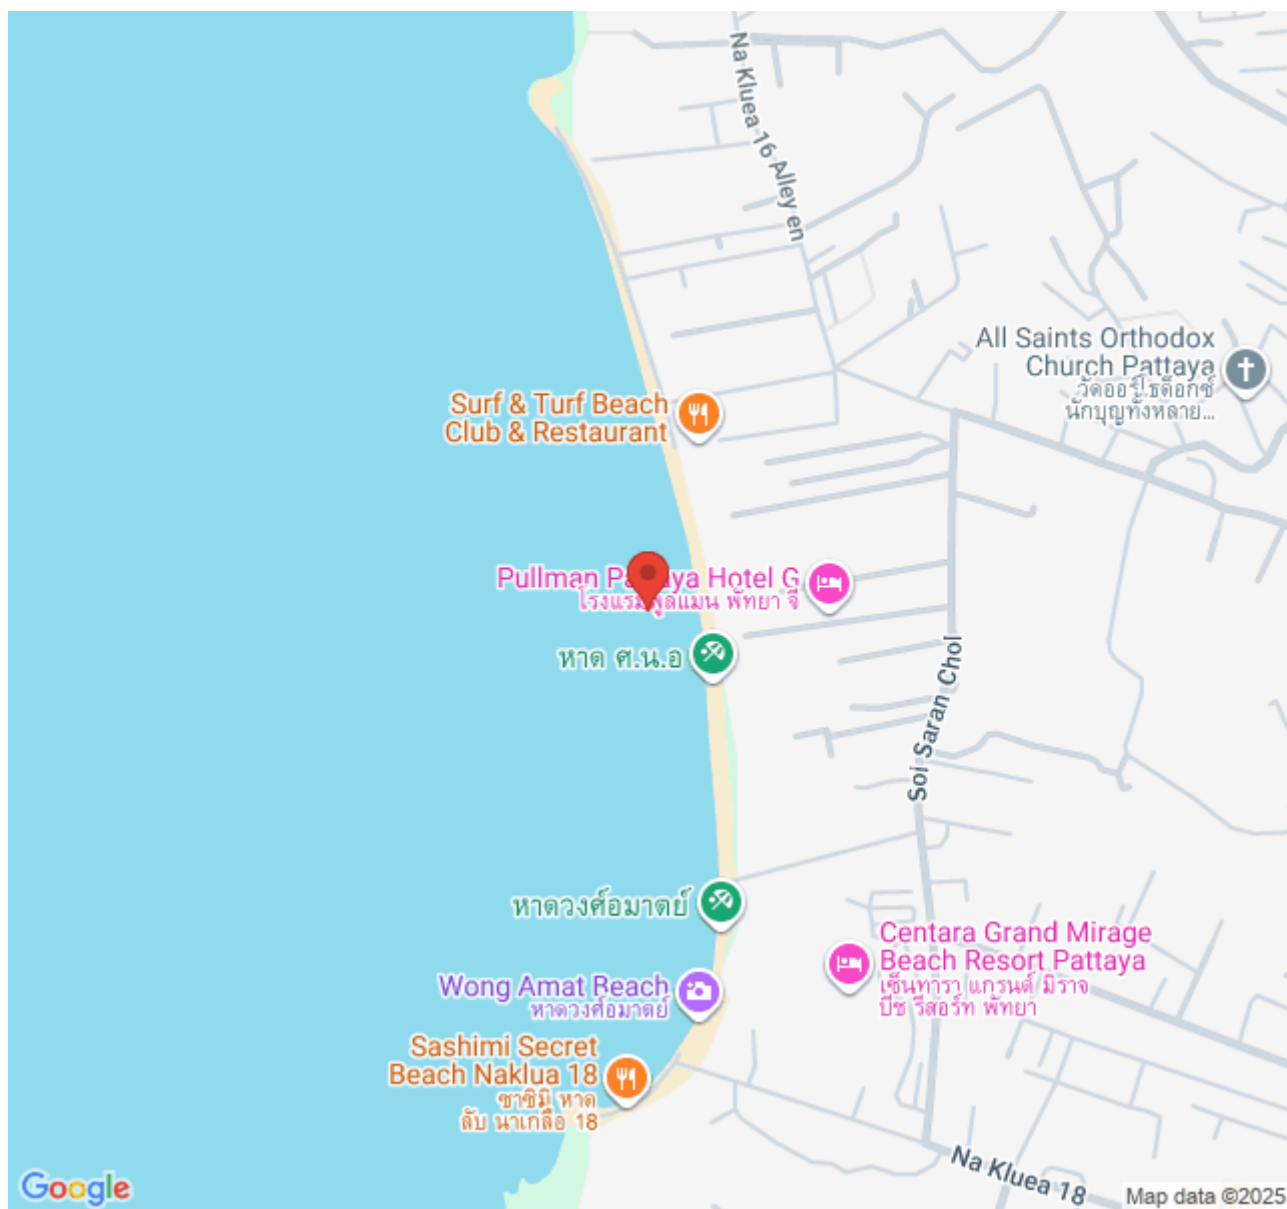 Na Kluea 16 Alley en
All Saints Orthodox
Church Pattaya
วัดออร์โธด็อกซ์
นักบุญทั้งหลาย...
Surf & Turf Beach
Club & Restaurant
Pullman Pattaya Hotel G
โรงแรมพูลแมน พัทยา จี
หาด ศ.น.อ
Soi Saran Chol
หาดวงศ์อมาตย์
Centara Grand Mirage
Beach Resort Pattaya
เซ็นทารา แกรนด์ มิราจ
บีช รีสอร์ท พัทยา
Wong Amat Beach
หาดวงศ์อมาตย์
Sashimi Secret
Beach Naklua 18
ซาซิมิ หาด
ลับ นาเกลือ 18
Na Kluea 18
Google
Map data ©2025